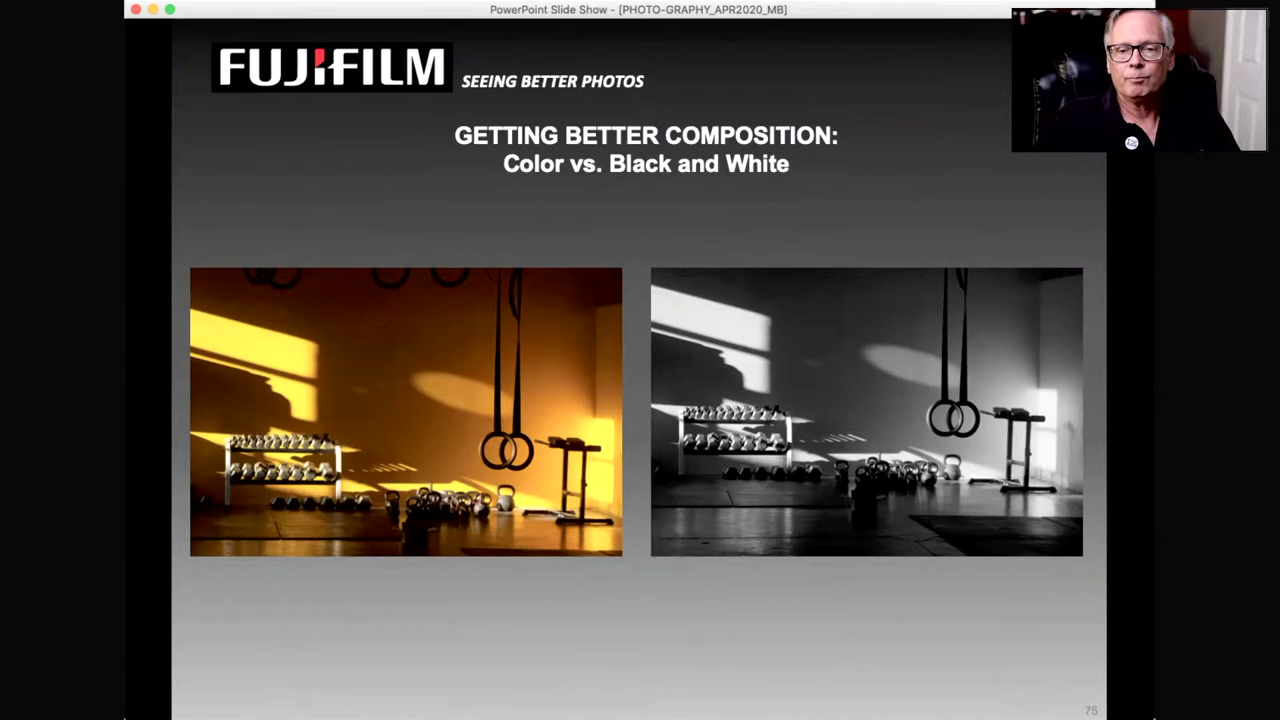 PowerPoint Slide Show - [PHOTO-GRAPHY_APR2020_MB]
FUJIFILM
SEEING BETTER PHOTOS
GETTING BETTER COMPOSITION:
Color vs. Black and White
75